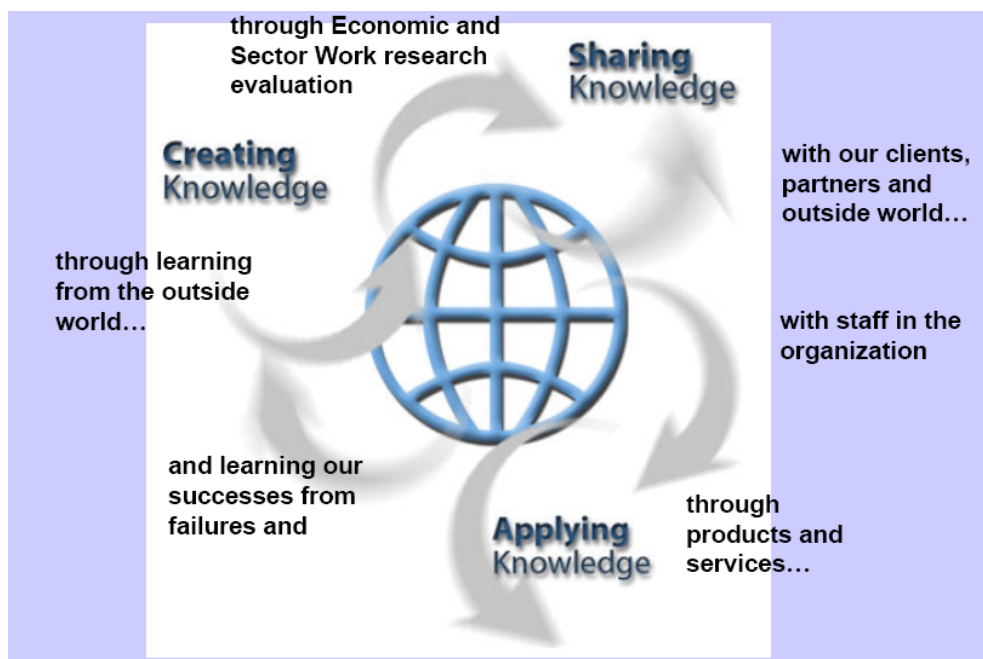 through Economic and
Sector Work research
evaluation
Sharing
Knowledge
Creating
Knowledge
with our clients,
partners and
outside world…
through learning
from the outside
world…
with staff in the
organization
and learning our
successes from
failures and
Applying
Knowledge
through
products and
services…